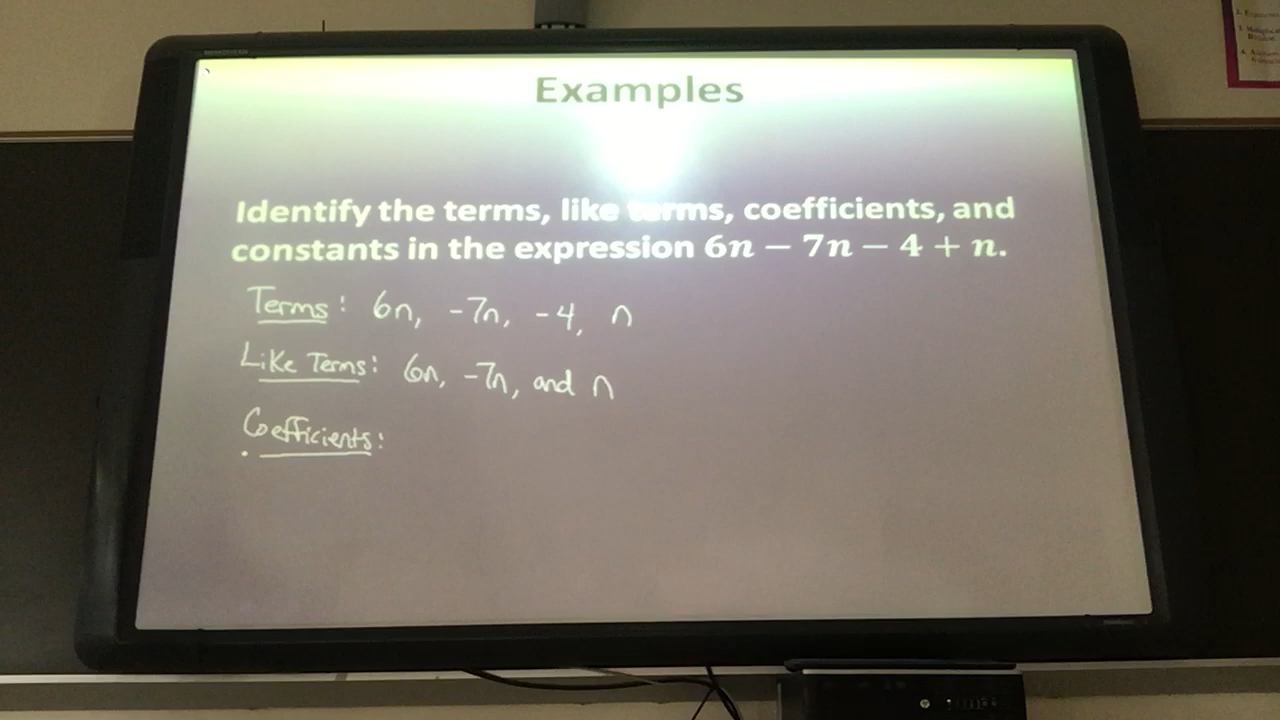 Examples
Identify the terms, like terms, coefficients, and
constants in the expression 6n − 7n − 4 + n.
Terms: 6n, -7n, -4, n
Like Terms: 6n, -7n, and n
Coefficients: